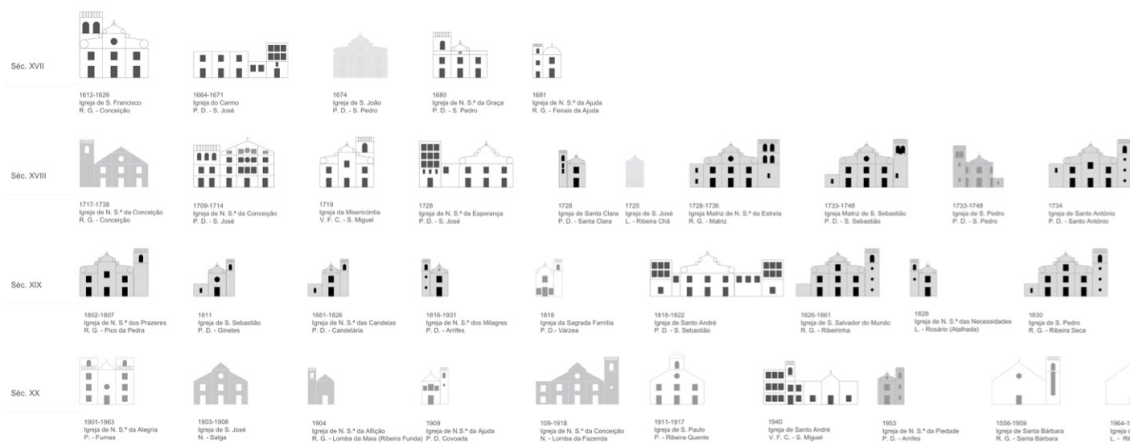 Séc. XVII
1612-1626
Igreja de S. Francisco
R. G. - Conceição
1664-1671
Igreja do Carmo
P. D. - S. José
1674
Igreja de S. João
P. D. - S. Pedro
1680
Igreja de N. S.ª da Graça
P. D. - S. Pedro
1681
Igreja de N. S.ª da Ajuda
R. G. - Fenais da Ajuda
Séc. XVIII
1717-1738
Igreja de N. S.ª da Conceição
R. G. - Conceição
1709-1714
Igreja de N. S.ª da Conceição
P. D. - S. José
1719
Igreja da Misericórdia
V. F. C. - S. Miguel
1728
Igreja de N. S.ª da Esperança
P. D. - S. José
1728
Igreja de Santa Clara
P. D. - Santa Clara
1725
Igreja de S. José
L. - Ribeira Chã
1728-1736
Igreja Matriz de N. S.ª da Estrela
R. G. - Matriz
1733-1748
Igreja Matriz de S. Sebastião
P. D. - S. Sebastião
1733-1748
Igreja de S. Pedro
P. D. - S. Pedro
1734
Igreja de Santo António
P. D. - Santo António
Séc. XIX
1802-1807
Igreja de N. S.ª dos Prazeres
R. G. - Pico da Pedra
1811
Igreja de S. Sebastião
P. D. - Ginetes
1881-1826
Igreja de N. S.ª das Candeias
P. D. - Candelária
1816-1931
Igreja de N. S.ª dos Milagres
P. D. - Arrifes
1818
Igreja da Sagrada Família
P. D.- Várzea
1818-1822
Igreja de Santo André
P. D. - S. Sebastião
1826-1861
Igreja de S. Salvador do Mundo
R. G. - Ribeirinha
1828
Igreja de N. S.ª das Necessidades
L. - Rosário (Atalhada)
1830
Igreja de S. Pedro
R. G. - Ribeira Seca
Séc. XX
1901-1963
Igreja de N. S.ª da Alegria
P. - Furnas
1903-1908
Igreja de S. José
N. - Salga
1904
Igreja de N. S.ª da Aflição
R. G. - Lomba da Maia (Ribeira Funda)
1909
Igreja de N.S.ª da Ajuda
P. D. Covoada
109-1918
Igreja de N. S.ª da Conceição
N. - Lomba da Fazenda
1911-1917
Igreja de S. Paulo
P. - Ribeira Quente
1940
Igreja de Santo André
V. F. C. - S. Miguel
1953
Igreja de N. S.ª da Piedade
P. D. - Arrifes
1556-1959
Igreja de Santa Bárbara
R. G. - Santa Bárbara